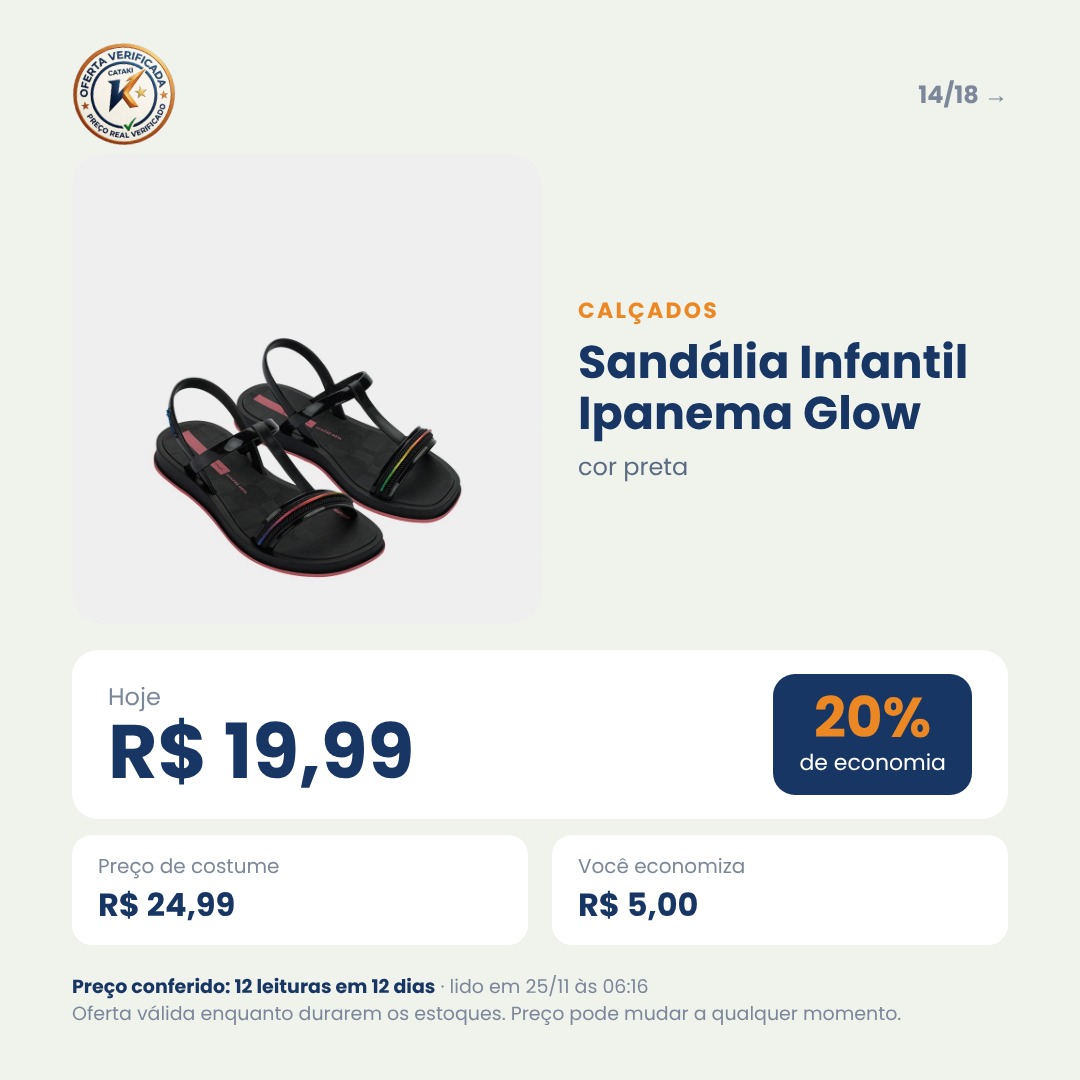 OFERTA VERIFICADA
CATAKI
PREÇO REAL VERIFICADO
14/18 →
CALÇADOS
Sandália Infantil
Ipanema Glow
cor preta
Hoje
R$ 19,99
20%
de economia
Preço de costume
R$ 24,99
Você economiza
R$ 5,00
Preço conferido: 12 leituras em 12 dias · lido em 25/11 às 06:16
Oferta válida enquanto durarem os estoques. Preço pode mudar a qualquer momento.